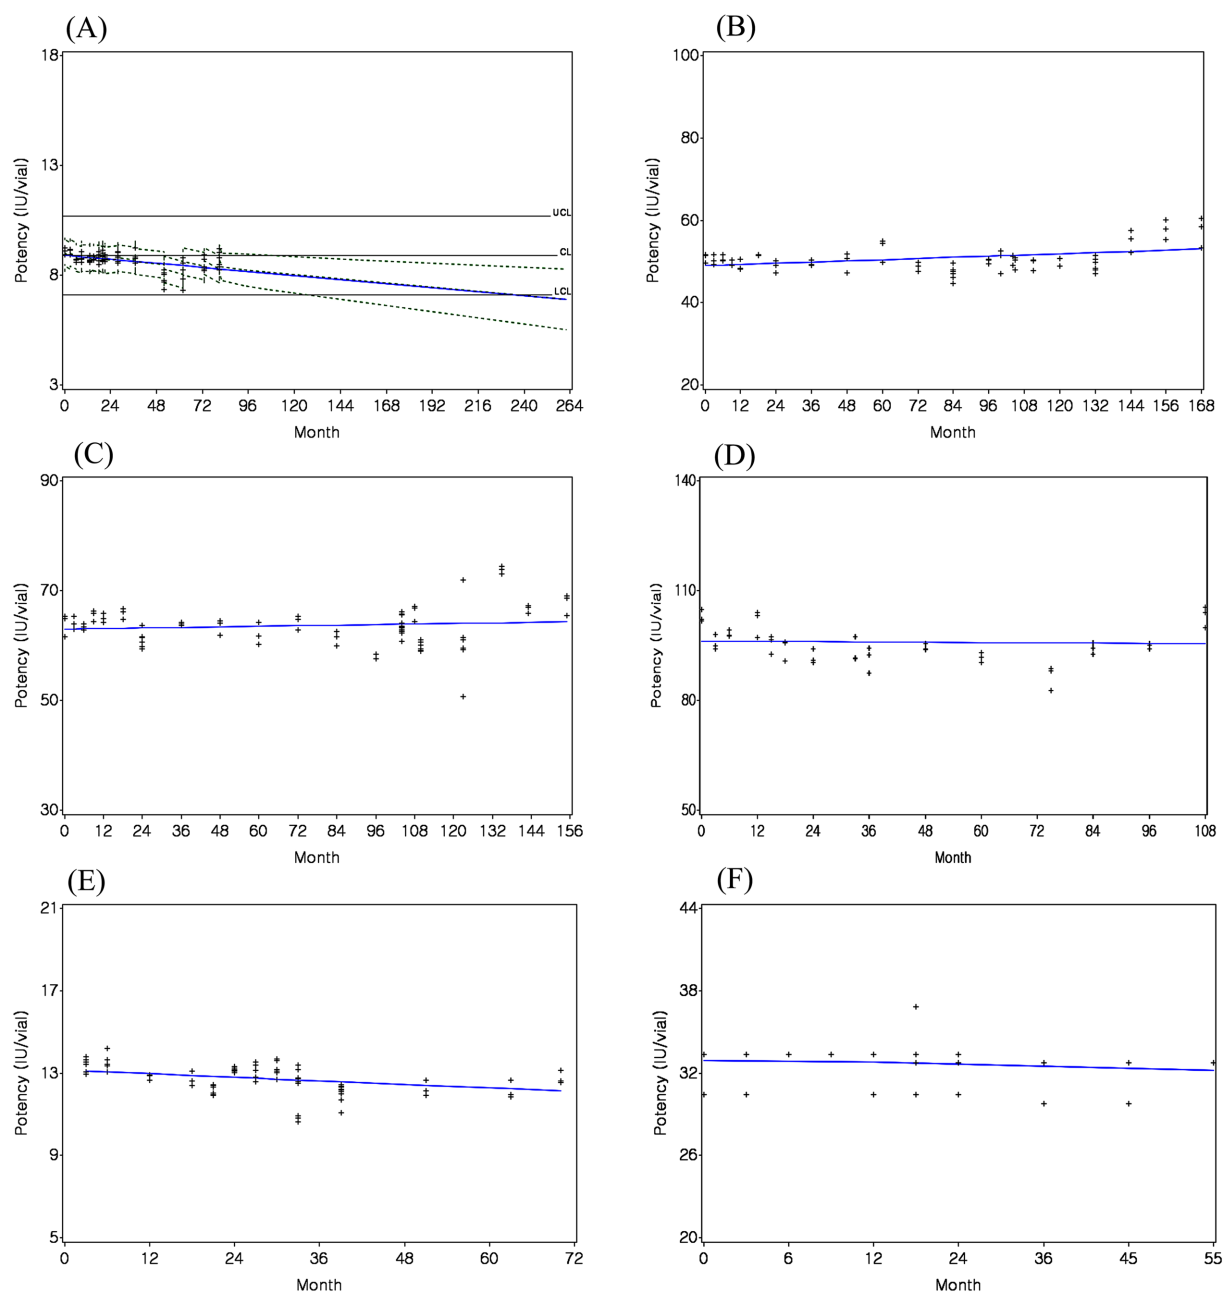 (A)
18
13
8
3
Potency (IU/vial)
UCL
CL
LCL
0 24 48 72 96 120 144 168 192 216 240 264
Month
(B)
100
80
60
40
20
Potency (IU/vial)
0 12 24 36 48 60 72 84 96 108 120 132 144 156 168
Month
(C)
90
70
50
30
Potency (IU/vial)
0 12 24 36 48 60 72 84 96 108 120 132 144 156
Month
(D)
140
110
80
50
Potency (IU/vial)
0 12 24 36 48 60 72 84 96 108
Month
(E)
21
17
13
9
5
Potency (IU/vial)
0 12 24 36 48 60 72
Month
(F)
44
38
32
26
20
Potency (IU/vial)
0 6 12 24 36 45 55
Month